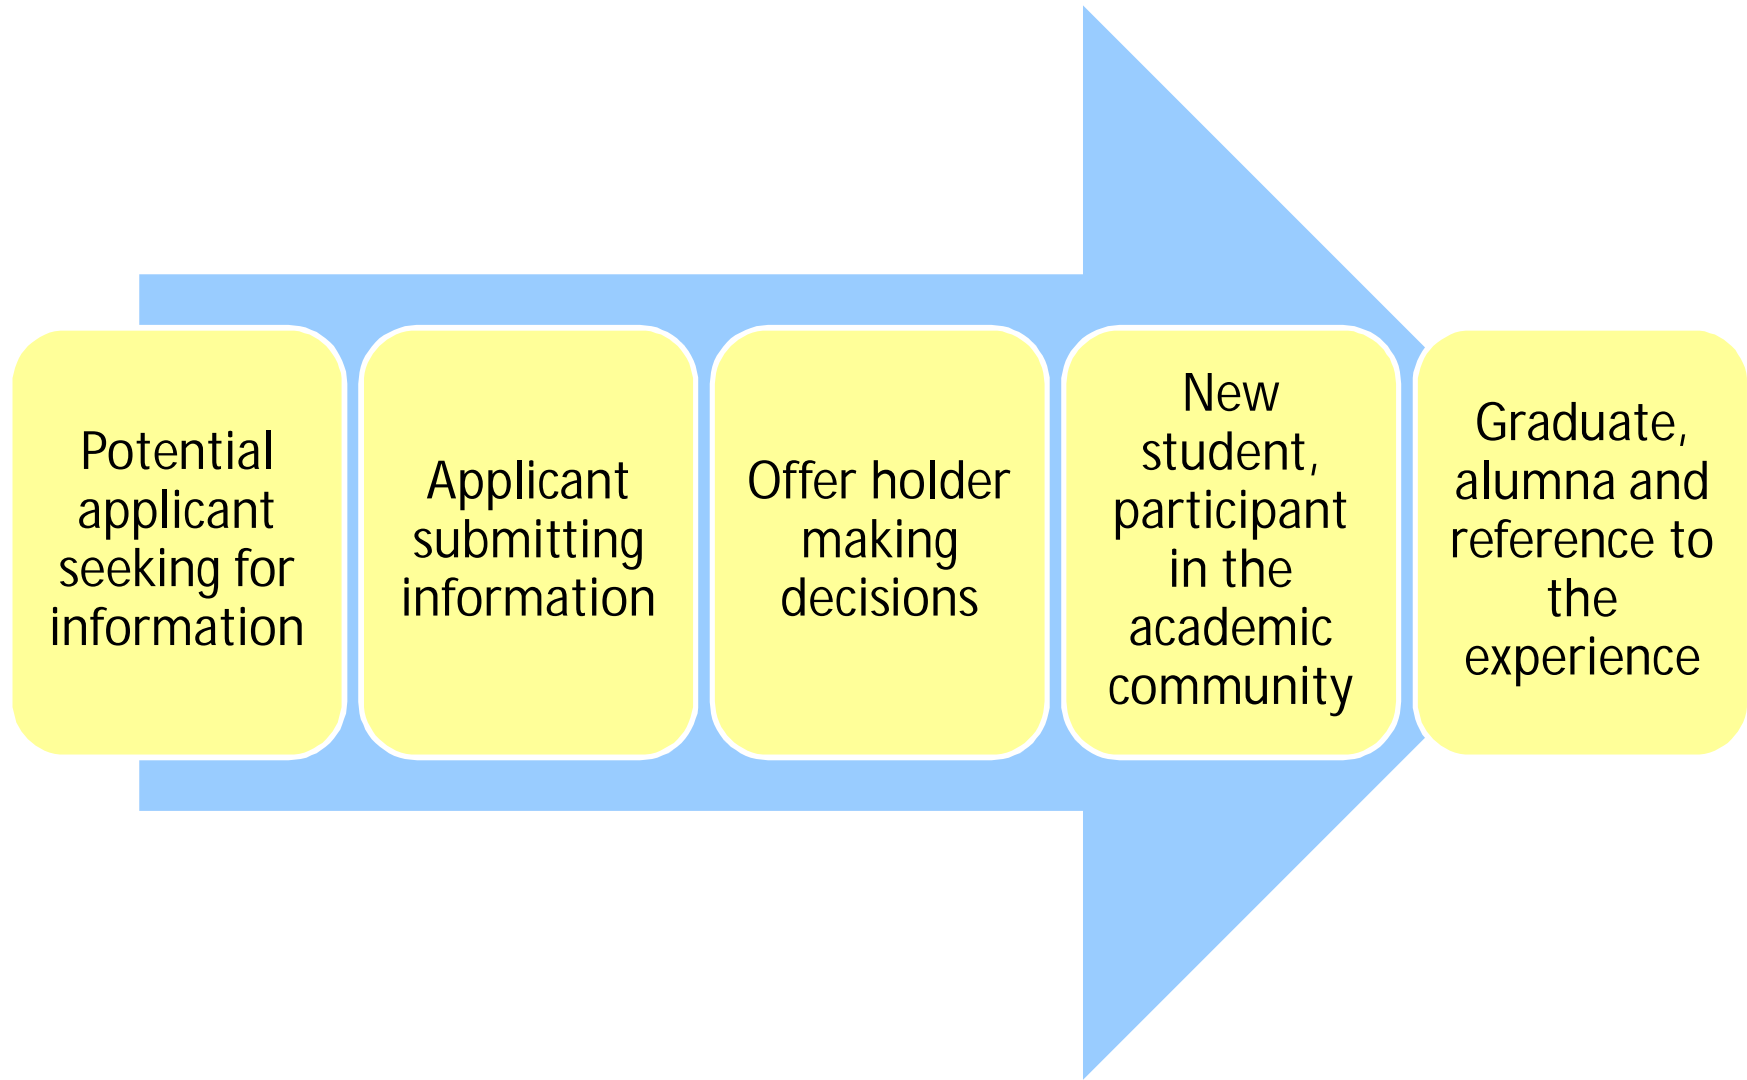 Potential
applicant
seeking for
information
Applicant
submitting
information
Offer holder
making
decisions
New
student,
participant
in the
academic
community
Graduate,
alumna and
reference to
the
experience